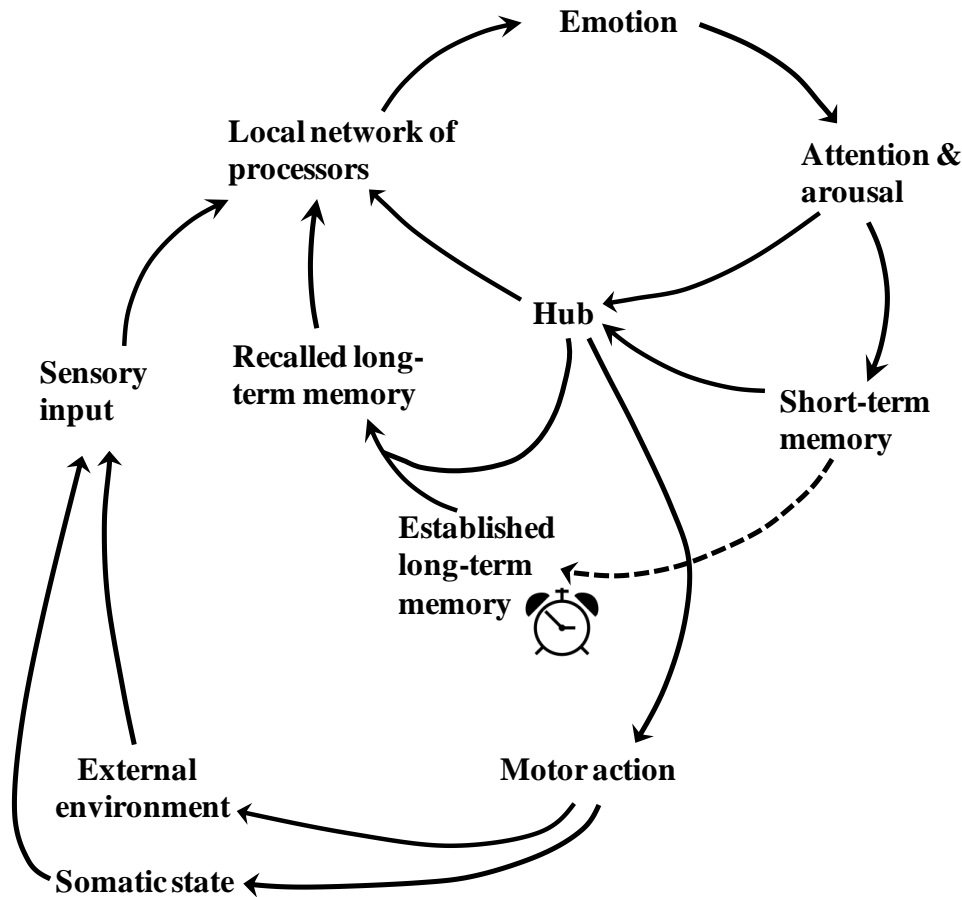 Emotion
Local network of
processors
Attention &
arousal
Hub
Sensory
input
Recalled long-
term memory
Short-term
memory
Established
long-term
memory
External
environment
Motor action
Somatic state